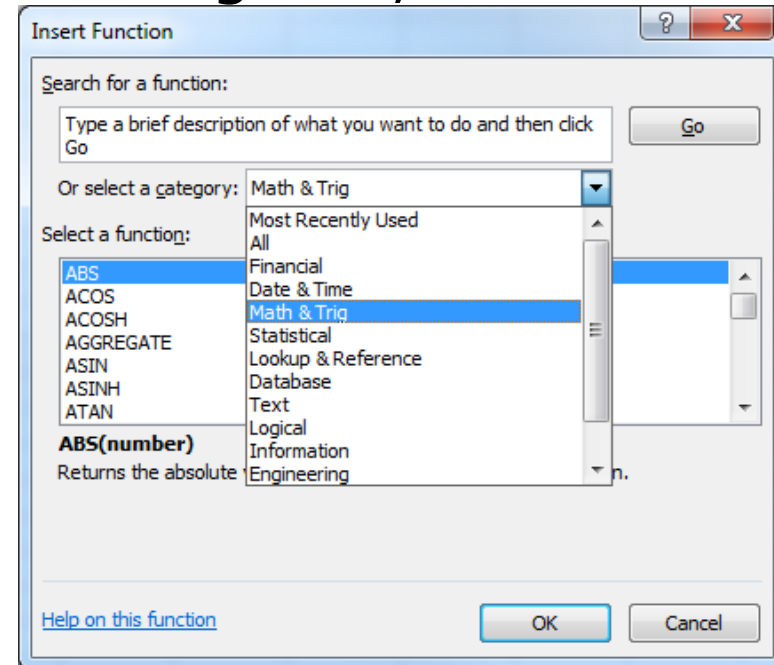 Insert Function
?
X
Search for a function:
Type a brief description of what you want to do and then click
Go
Go
Or select a category: Math & Trig
Most Recently Used
All
Financial
Date & Time
Math & Trig
Statistical
Lookup & Reference
Database
Text
Logical
Information
Engineering
Select a function:
ABS
ACOS
ACOSH
AGGREGATE
ASIN
ASINH
ATAN
ABS(number)
Returns the absolute n.
Help on this function
OK
Cancel